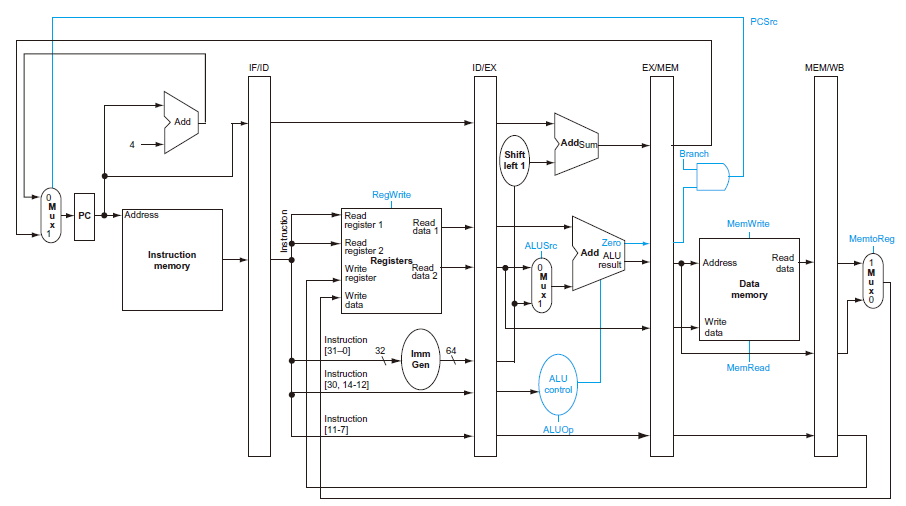 PCSrc
IF/ID
ID/EX
EX/MEM
MEM/WB
Add
4
Add Sum
Shift
left 1
Branch
0
M
u
x
1
PC
Address
Instruction
memory
Instruction
RegWrite
Read
register 1
Read
data 1
Read
register 2
Registers
Write
register
Read
data 2
Write
data
ALUSrc
0
M
u
x
1
Zero
Add ALU
result
MemWrite
Address
Read
data
Data
memory
Write
data
MemRead
MemtoReg
1
M
u
x
0
Instruction
[31–0]
32
Imm
Gen
64
Instruction
[30, 14-12]
ALU
control
Instruction
[11-7]
ALUOp